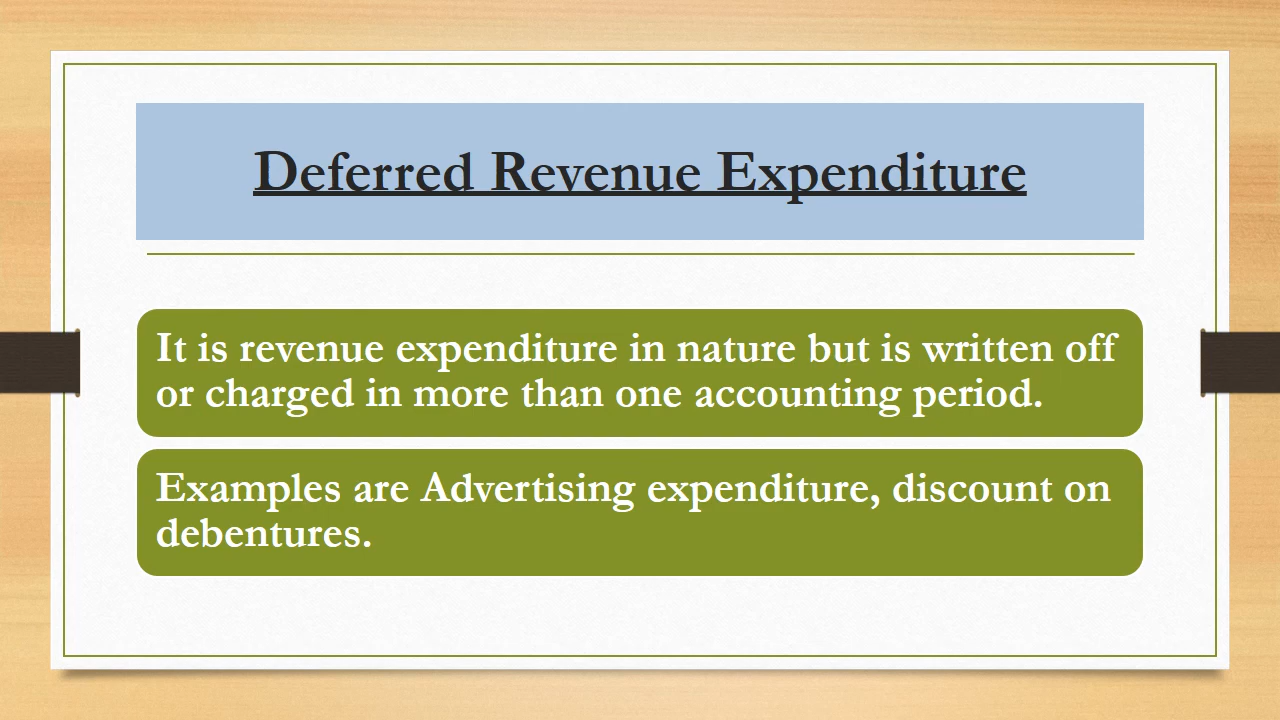 Deferred Revenue Expenditure
It is revenue expenditure in nature but is written off
or charged in more than one accounting period.
Examples are Advertising expenditure, discount on
debentures.